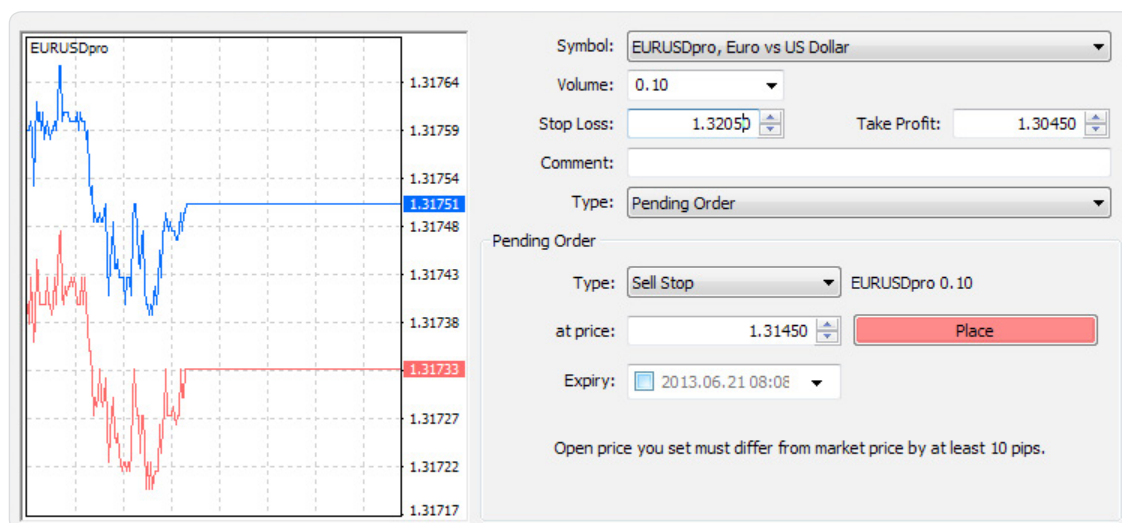 EURUSDpro
1.31764
1.31759
1.31754
1.31751
1.31748
1.31743
1.31738
1.31733
1.31727
1.31722
1.31717
Symbol: EURUSDpro, Euro vs US Dollar
Volume: 0.10
Stop Loss: 1.32050 Take Profit: 1.30450
Comment:
Type: Pending Order
Pending Order
Type: Sell Stop EURUSDpro 0.10
at price: 1.31450 Place
Expiry: 2013.06.21 08:08
Open price you set must differ from market price by at least 10 pips.